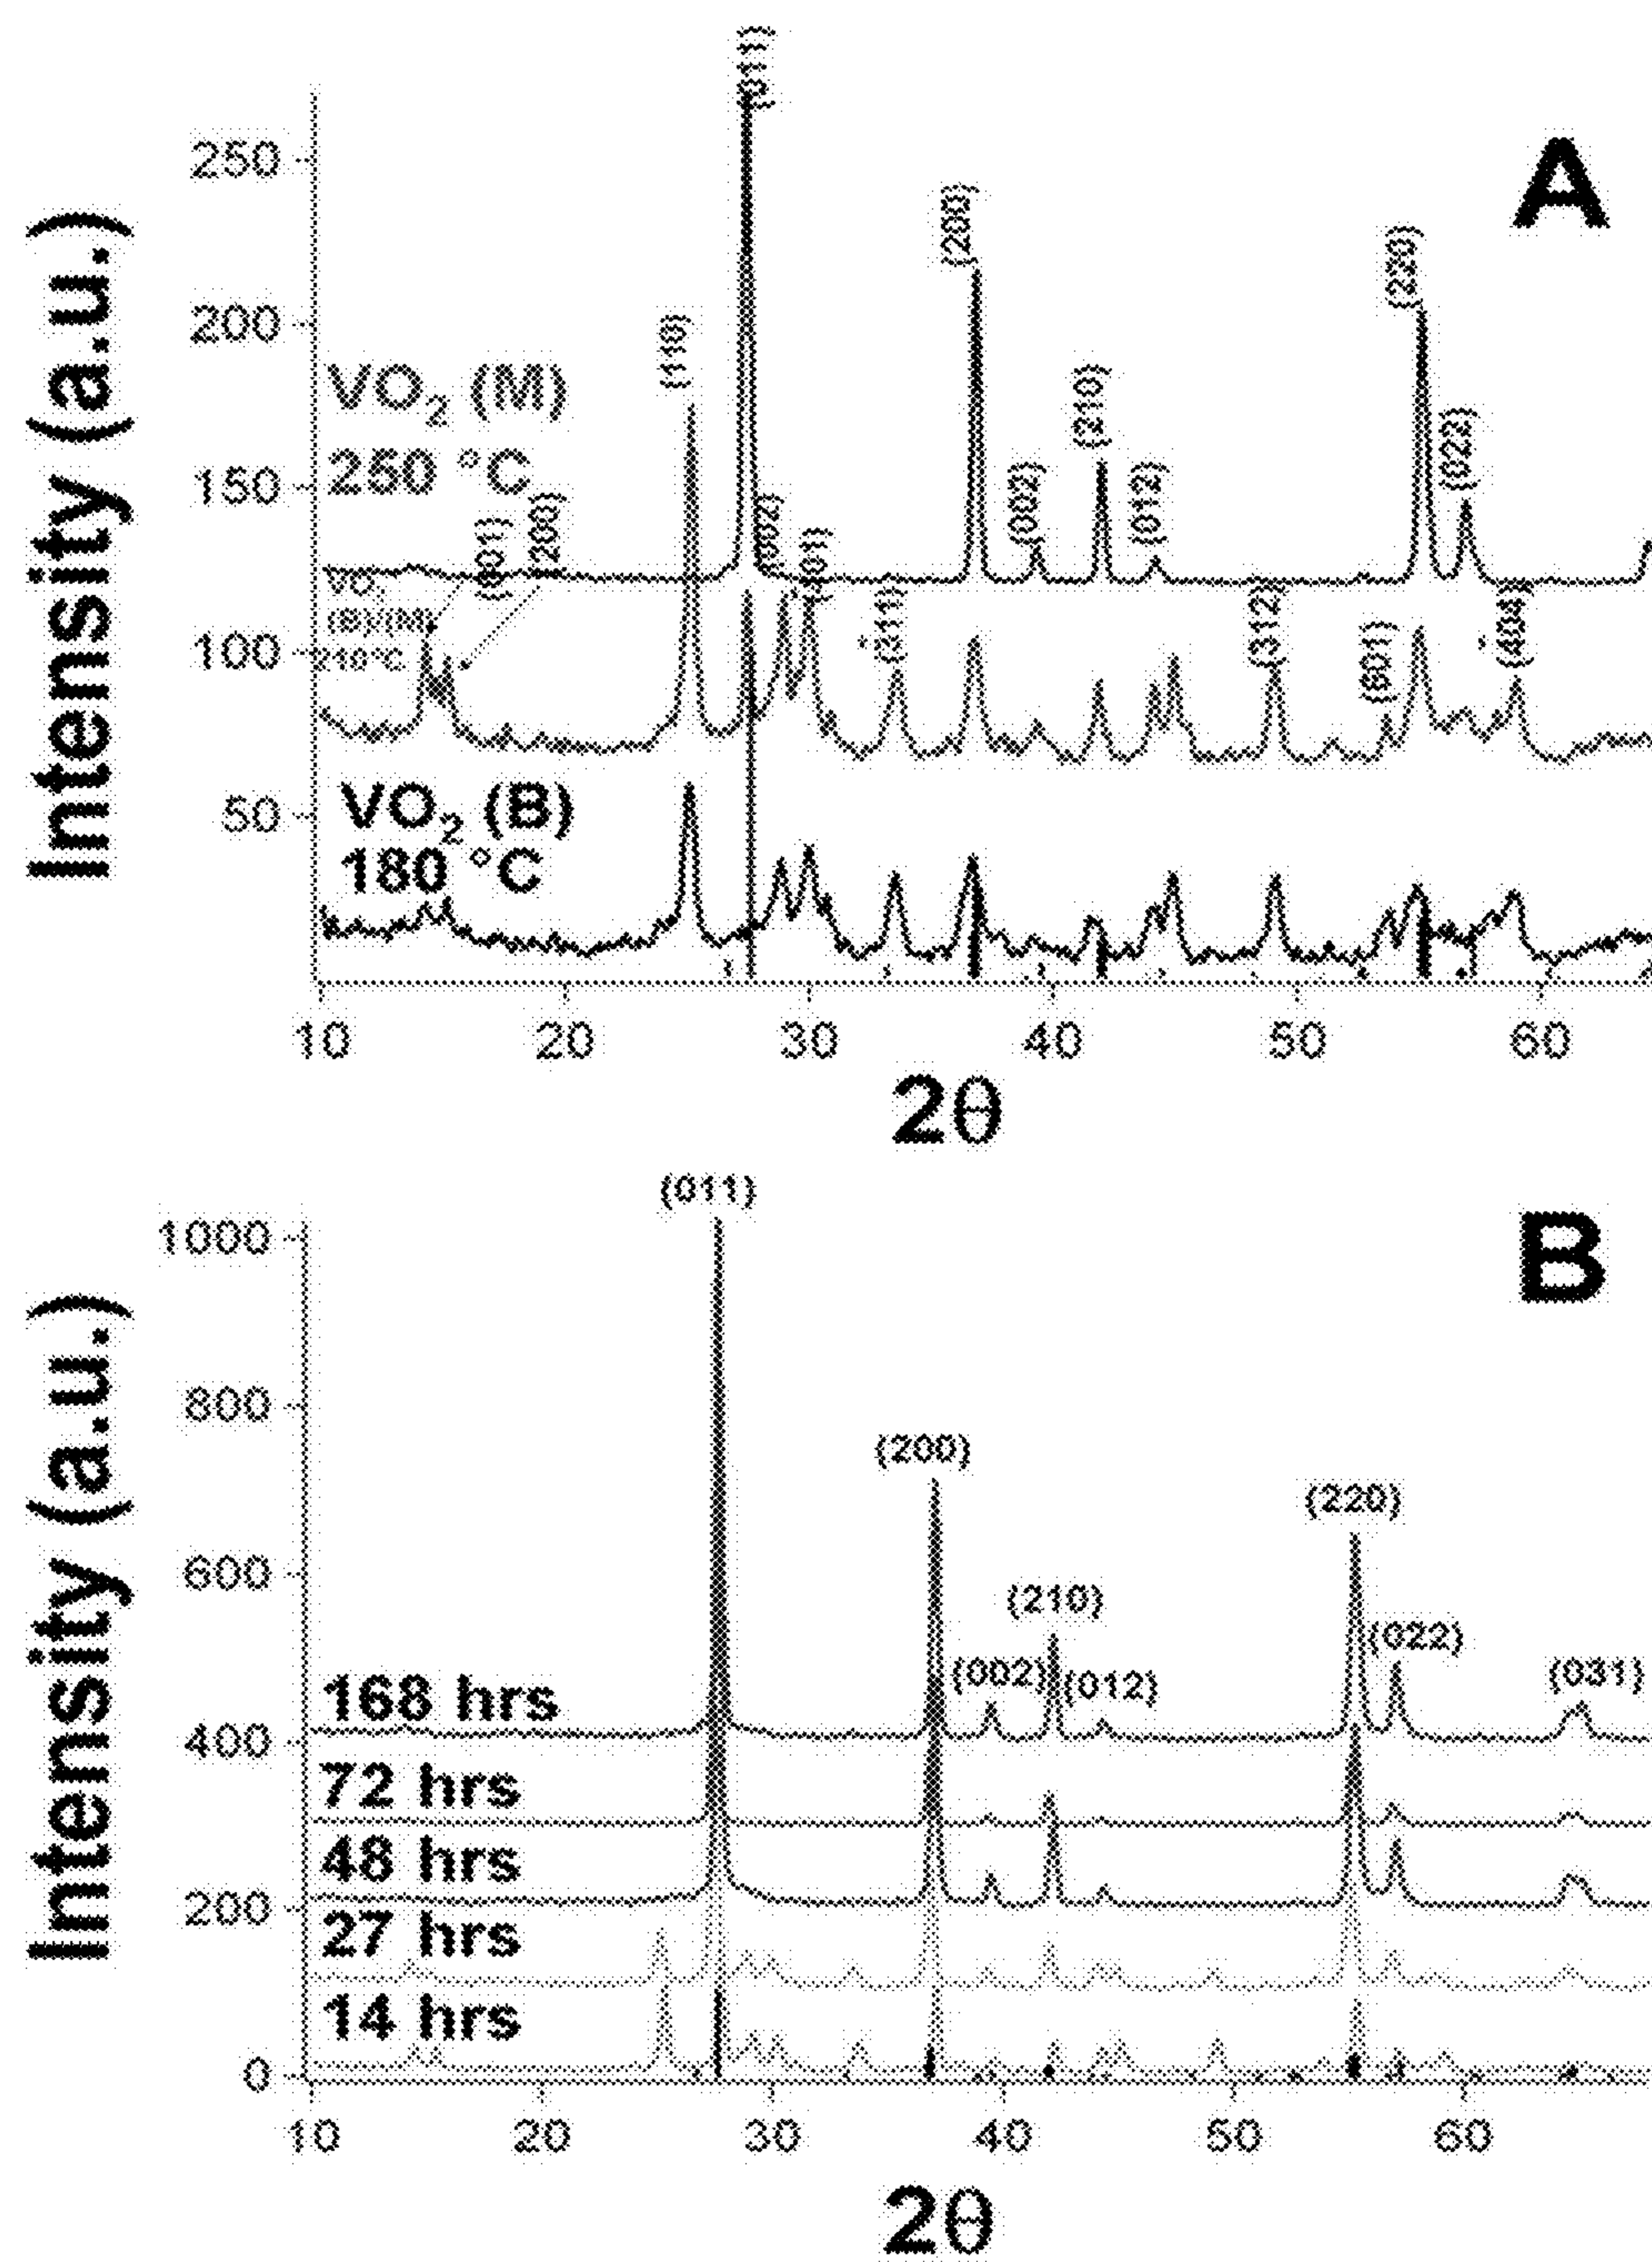 A
Intensity (a.u.)
250
200
150
100
50
(011)
(200)
(220)
(110)
(210)
(022)
(002)
(012)
VO2 (M)
250 °C
(200)
(002)
(312)
(601)
210°C
VO2 (B)
180 °C
10 20 30 40 50 60
2θ
B
Intensity (a.u.)
1000
800
600
400
200
0
(011)
(200)
(220)
(210)
(022)
(002)
(012)
(031)
168 hrs
72 hrs
48 hrs
27 hrs
14 hrs
10 20 30 40 50 60
2θ